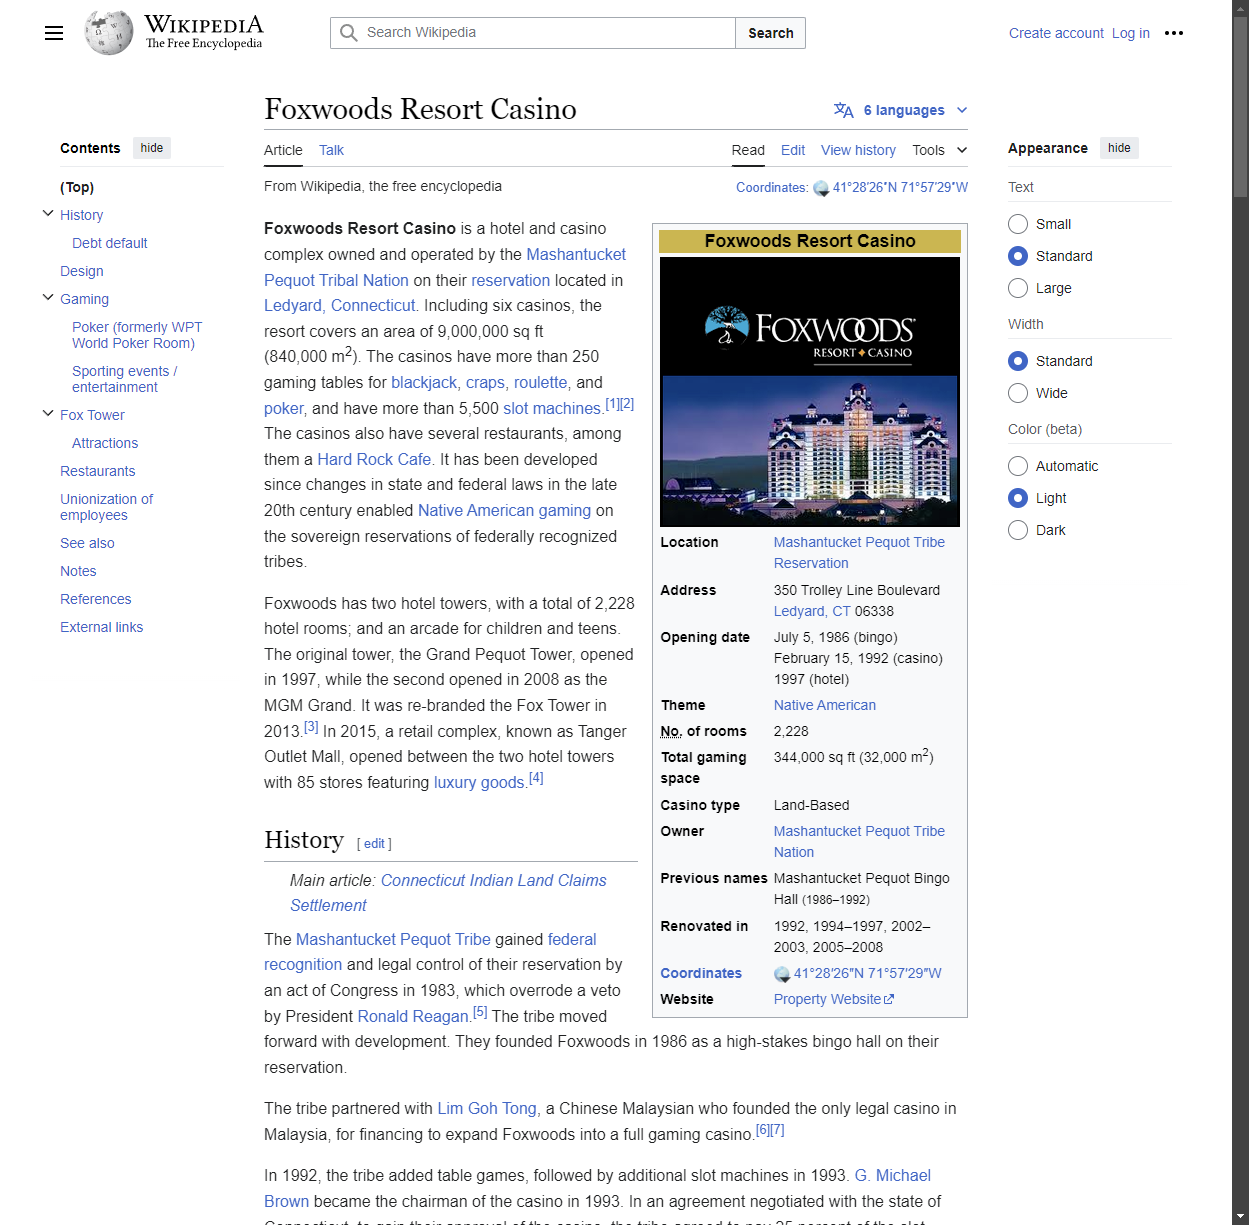 WIKIPEDIA
The Free Encyclopedia
Search Wikipedia
Search
Create account Log in
Contents hide
(Top)
History
Debt default
Design
Gaming
Poker (formerly WPT
World Poker Room)
Sporting events /
entertainment
Fox Tower
Attractions
Restaurants
Unionization of
employees
See also
Notes
References
External links
Foxwoods Resort Casino
6 languages
Article Talk
Read Edit View history Tools
From Wikipedia, the free encyclopedia
Coordinates: 41°28′26″N 71°57′29″W
Foxwoods Resort Casino is a hotel and casino
complex owned and operated by the Mashantucket
Pequot Tribal Nation on their reservation located in
Ledyard, Connecticut. Including six casinos, the
resort covers an area of 9,000,000 sq ft
(840,000 m2). The casinos have more than 250
gaming tables for blackjack, craps, roulette, and
poker, and have more than 5,500 slot machines.[1][2]
The casinos also have several restaurants, among
them a Hard Rock Cafe. It has been developed
since changes in state and federal laws in the late
20th century enabled Native American gaming on
the sovereign reservations of federally recognized
tribes.
Foxwoods has two hotel towers, with a total of 2,228
hotel rooms; and an arcade for children and teens.
The original tower, the Grand Pequot Tower, opened
in 1997, while the second opened in 2008 as the
MGM Grand. It was re-branded the Fox Tower in
2013.[3] In 2015, a retail complex, known as Tanger
Outlet Mall, opened between the two hotel towers
with 85 stores featuring luxury goods.[4]
Foxwoods Resort Casino
FOXWOODS
RESORT CASINO
Location Mashantucket Pequot Tribe
Reservation
Address 350 Trolley Line Boulevard
Ledyard, CT 06338
Opening date July 5, 1986 (bingo)
February 15, 1992 (casino)
1997 (hotel)
Theme Native American
No. of rooms 2,228
Total gaming 344,000 sq ft (32,000 m2)
space
Casino type Land-Based
Owner Mashantucket Pequot Tribe
Nation
Previous names Mashantucket Pequot Bingo
Hall (1986–1992)
Renovated in 1992, 1994–1997, 2002–
2003, 2005–2008
Coordinates 41°28′26″N 71°57′29″W
Website Property Website
History [ edit ]
Main article: Connecticut Indian Land Claims
Settlement
The Mashantucket Pequot Tribe gained federal
recognition and legal control of their reservation by
an act of Congress in 1983, which overrode a veto
by President Ronald Reagan.[5] The tribe moved
forward with development. They founded Foxwoods in 1986 as a high-stakes bingo hall on their
reservation.
The tribe partnered with Lim Goh Tong, a Chinese Malaysian who founded the only legal casino in
Malaysia, for financing to expand Foxwoods into a full gaming casino.[6][7]
In 1992, the tribe added table games, followed by additional slot machines in 1993. G. Michael
Brown became the chairman of the casino in 1993. In an agreement negotiated with the state of
Connecticut, to gain their approval of the casino, the tribe agreed to pay 25 percent of the slot
Appearance hide
Text
Small
Standard
Large
Width
Standard
Wide
Color (beta)
Automatic
Light
Dark